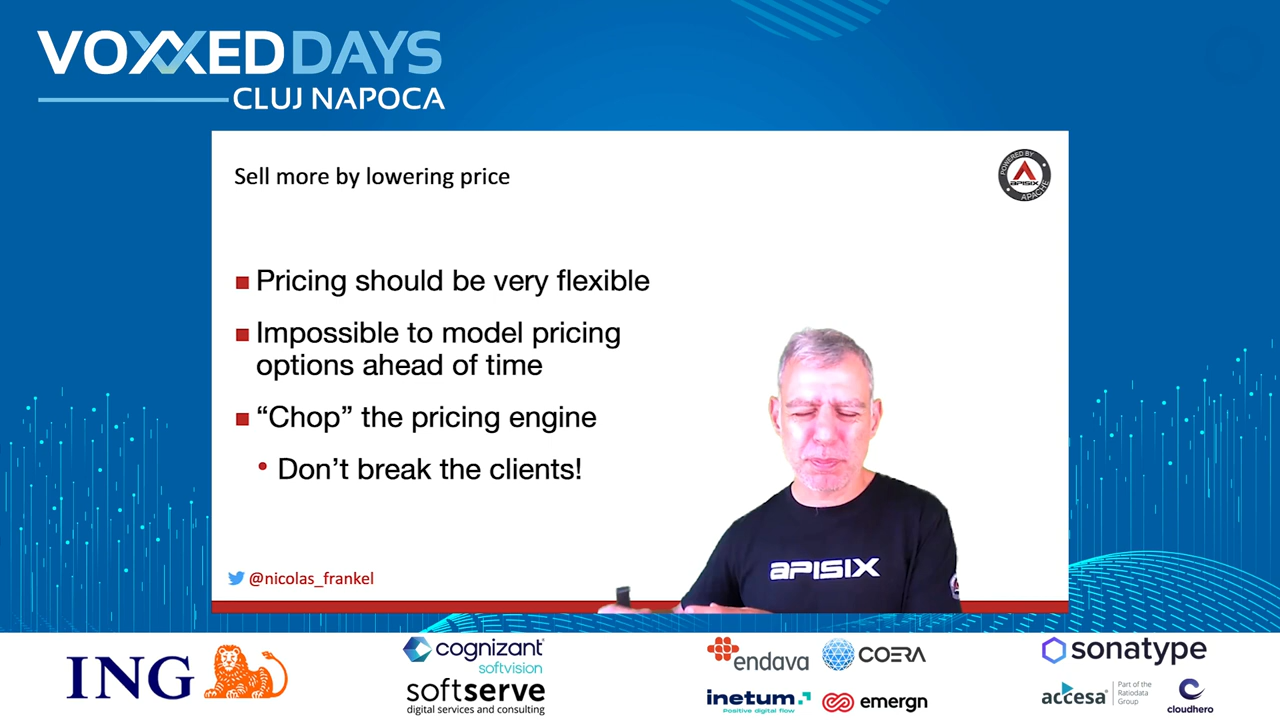 VOXXED DAYS
CLUJ NAPOCA
Sell more by lowering price
POWERED BY
APISIX
APACHE
Pricing should be very flexible
Impossible to model pricing
options ahead of time
“Chop” the pricing engine
Don’t break the clients!
APISIX
@nicolas_frankel
ING
cognizant
softvision
softserve
digital services and consulting
endava
COERA
inetum.
Positive digital flow
emergn
sonatype
accesa
Part of the
Ratiodata
Group
cloudhero